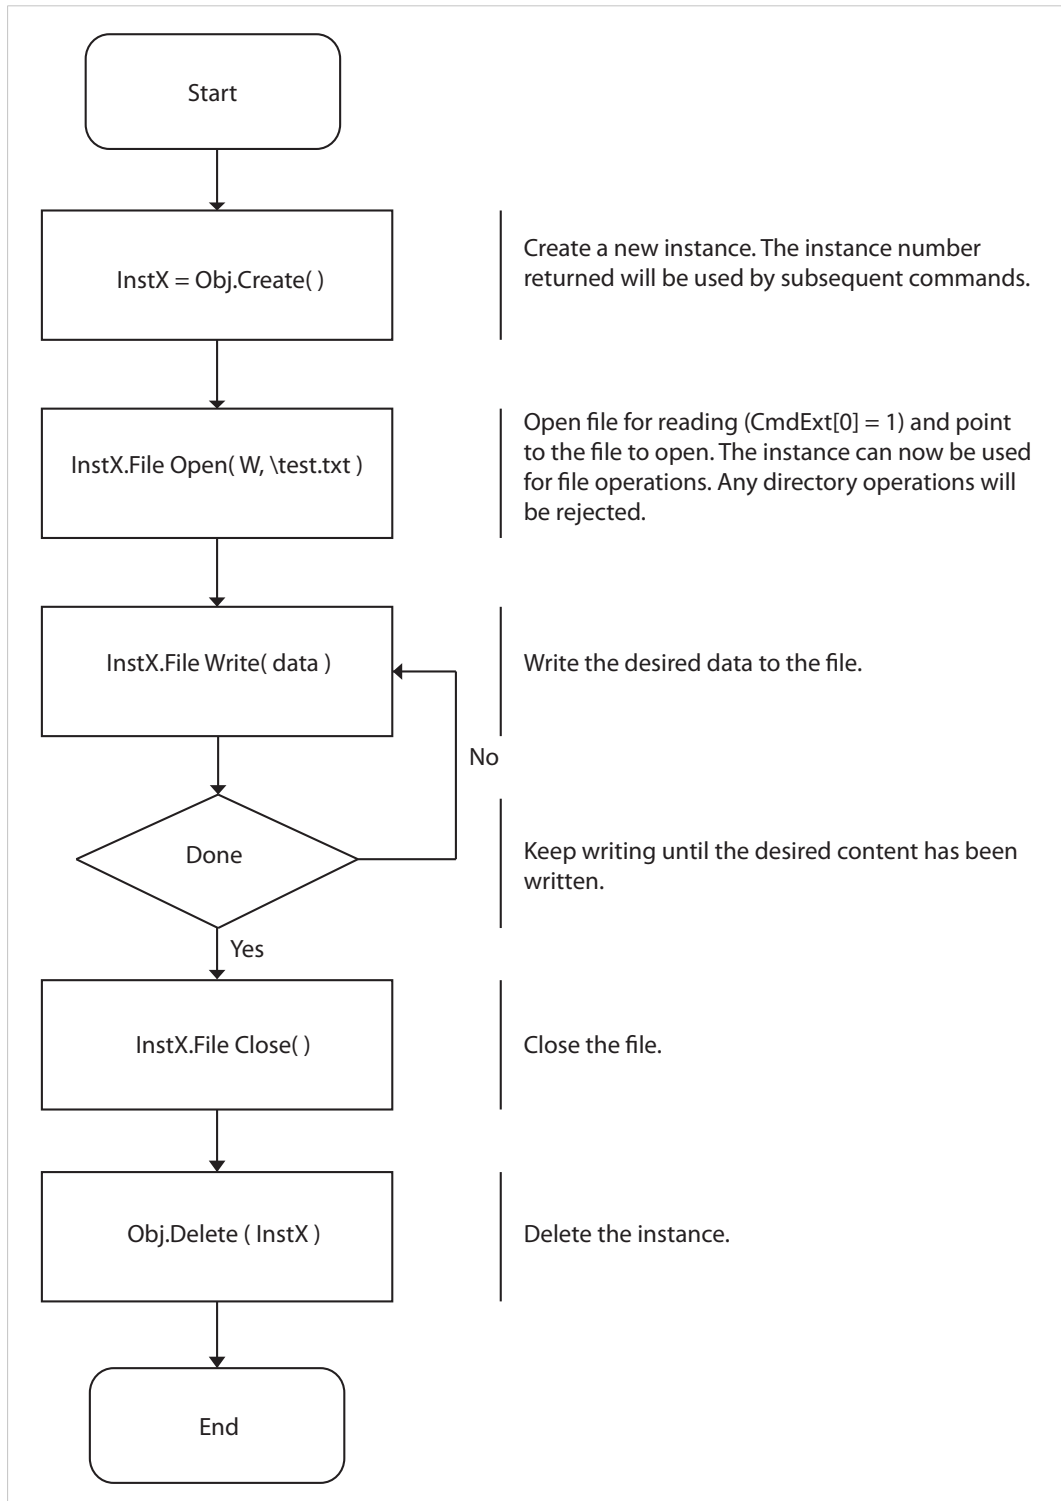 Start
InstX = Obj.Create( )
Create a new instance. The instance number
returned will be used by subsequent commands.
InstX.File Open( W, \test.txt )
Open file for reading (CmdExt[0] = 1) and point
to the file to open. The instance can now be used
for file operations. Any directory operations will
be rejected.
InstX.File Write( data )
Write the desired data to the file.
No
Done
Keep writing until the desired content has been
written.
Yes
InstX.File Close( )
Close the file.
Obj.Delete ( InstX )
Delete the instance.
End